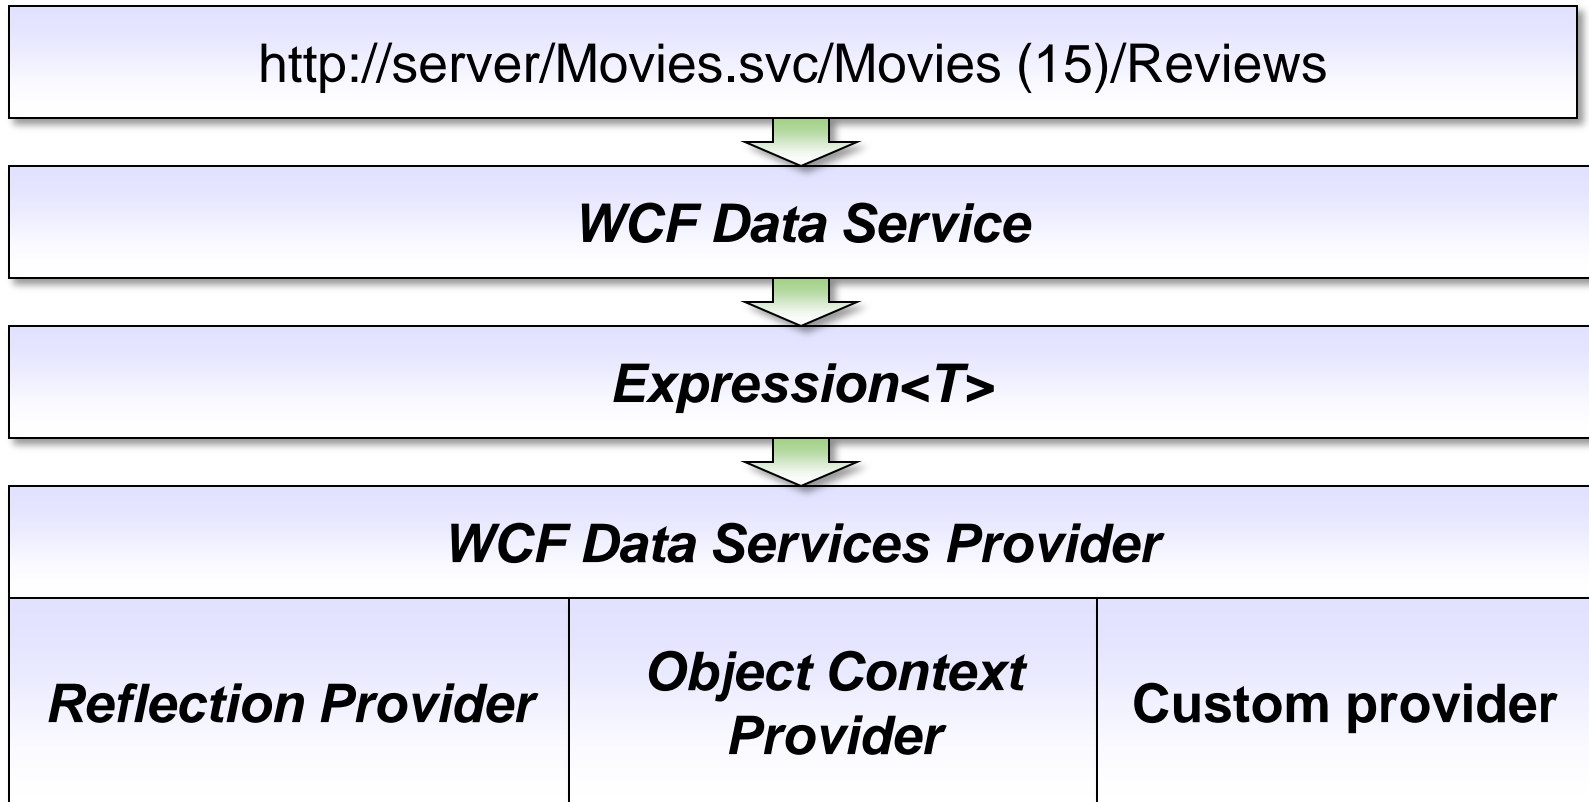 http://server/Movies.svc/Movies (15)/Reviews
WCF Data Service
Expression<T>
WCF Data Services Provider
Reflection Provider
Object Context
Provider
Custom provider